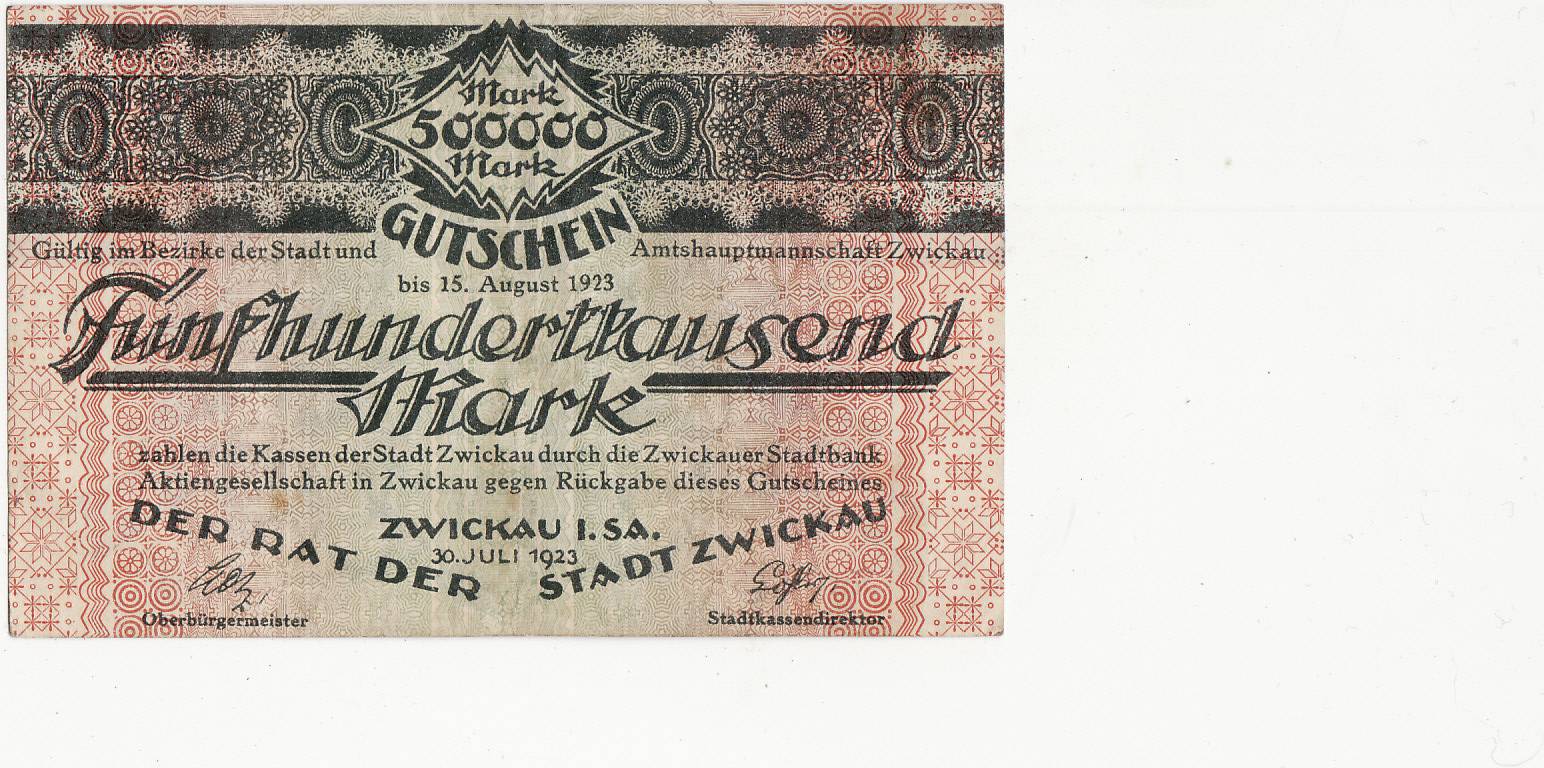 Mark
500000
Mark
GUTSCHEIN
Gültig im Bezirke der Stadt und Amtshauptmannschaft Zwickau
bis 15. August 1923
Fünfhunderttausend
Mark
zahlen die Kassen der Stadt Zwickau durch die Zwickauer Stadtbank
Aktiengesellschaft in Zwickau gegen Rückgabe dieses Gutscheines
ZWICKAU I. SA.
30. JULI 1923
DER RAT DER STADT ZWICKAU
Oberbürgermeister
Stadtkassendirektor